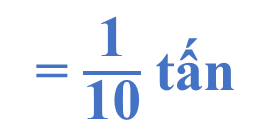 = 1/10 tấn